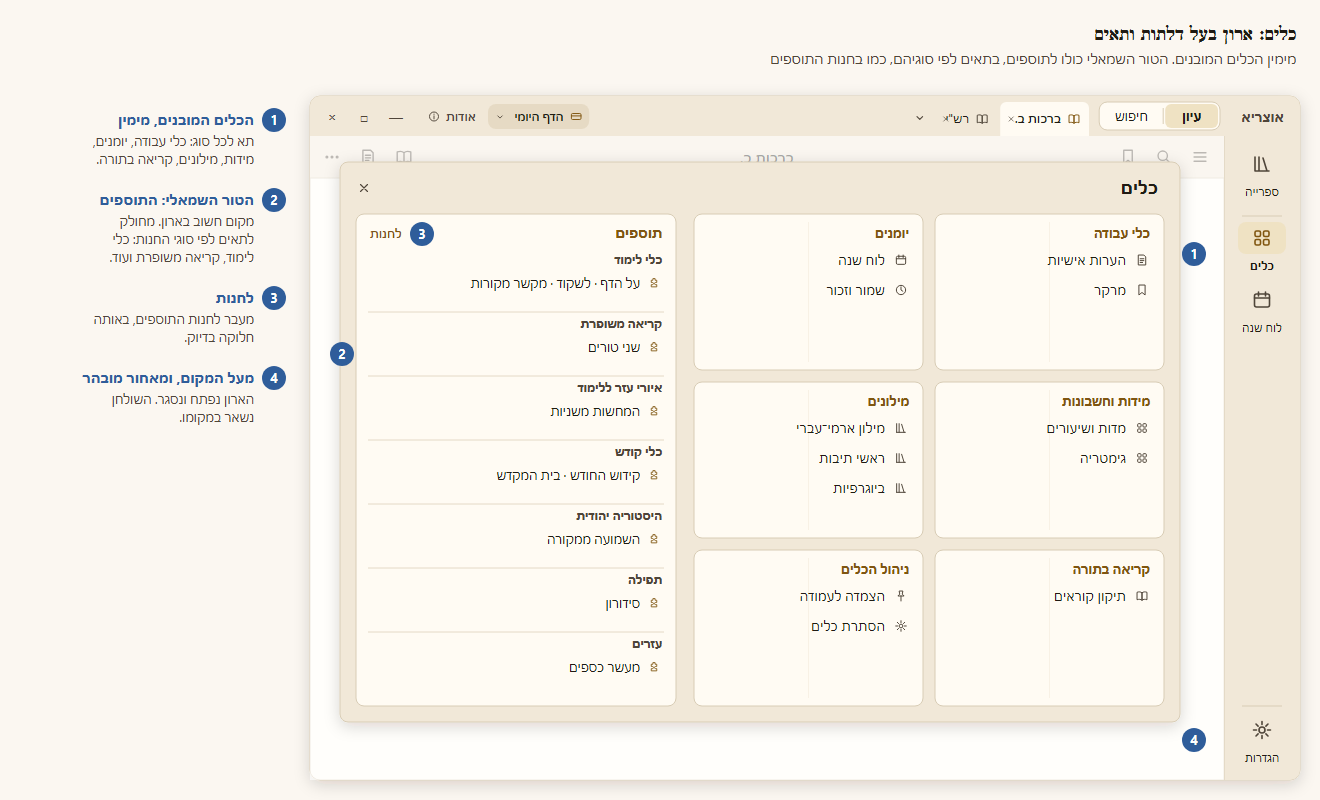 כלים: ארון בעל דלתות ותאים
מימין הכלים המובנים. הטור השמאלי כולו לתוספים, בתאים לפי סוגיהם, כמו בחנות התוספים
אוצריא
עיון
חיפוש
ברכות ב.
רש"י
הדף היומי
אודות
ספרייה
כלים
לוח שנה
הגדרות
ברכות ב.
כלים
כלי עבודה
הערות אישיות
מרקר
יומנים
לוח שנה
שמור וזכור
מידות וחשבונות
מדות ושיעורים
גימטריה
מילונים
מילון ארמי־עברי
ראשי תיבות
ביוגרפיות
קריאה בתורה
תיקון קוראים
ניהול הכלים
הצמדה לעמודה
הסתרת כלים
תוספים
3
לחנות
כלי לימוד
על הדף · לשקוד · מקשר מקורות
קריאה משופרת
שני טורים
איורי עזר ללימוד
המחשות משניות
כלי קודש
קידוש החודש · בית המקדש
היסטוריה יהודית
השמועה ממקורה
תפילה
סידורון
עזרים
מעשר כספים
1
2
4
1
הכלים המובנים, מימין
תא לכל סוג: כלי עבודה, יומנים,
מידות, מילונים, קריאה בתורה.
2
הטור השמאלי: התוספים
מקום חשוב בארון. מחולק
לתאים לפי סוגי החנות: כלי
לימוד, קריאה משופרת ועוד.
3
לחנות
מעבר לחנות התוספים, באותה
חלוקה בדיוק.
4
מעל המקום, ומאחור מובהר
הארון נפתח ונסגר. השולחן
נשאר במקומו.